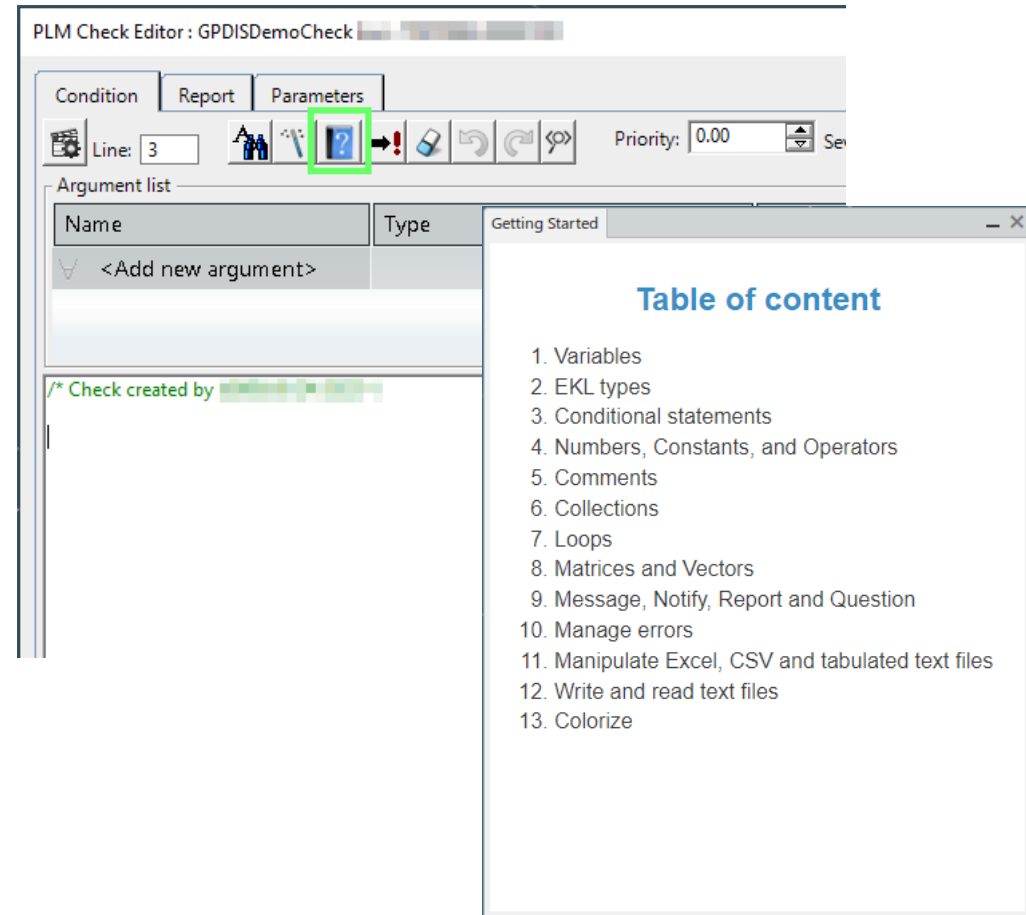 PLM Check Editor : GPDISDemoCheck
Condition Report Parameters
Line: 3 Priority: 0.00
Argument list
Name Type
<Add new argument>
/* Check created by
Getting Started
Table of content
1. Variables
2. EKL types
3. Conditional statements
4. Numbers, Constants, and Operators
5. Comments
6. Collections
7. Loops
8. Matrices and Vectors
9. Message, Notify, Report and Question
10. Manage errors
11. Manipulate Excel, CSV and tabulated text files
12. Write and read text files
13. Colorize